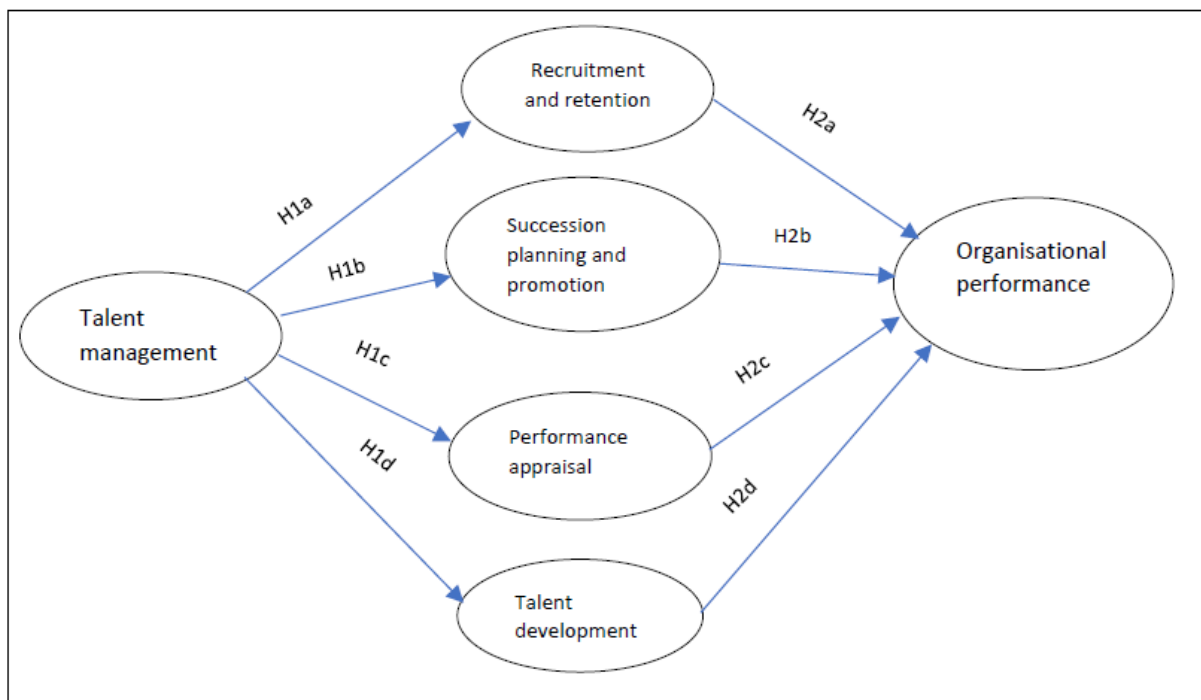 Recruitment
and retention
H2a
H1a
Succession
planning and
promotion
H2b
Organisational
performance
H1b
Talent
management
H1c
H2c
Performance
appraisal
H1d
H2d
Talent
development